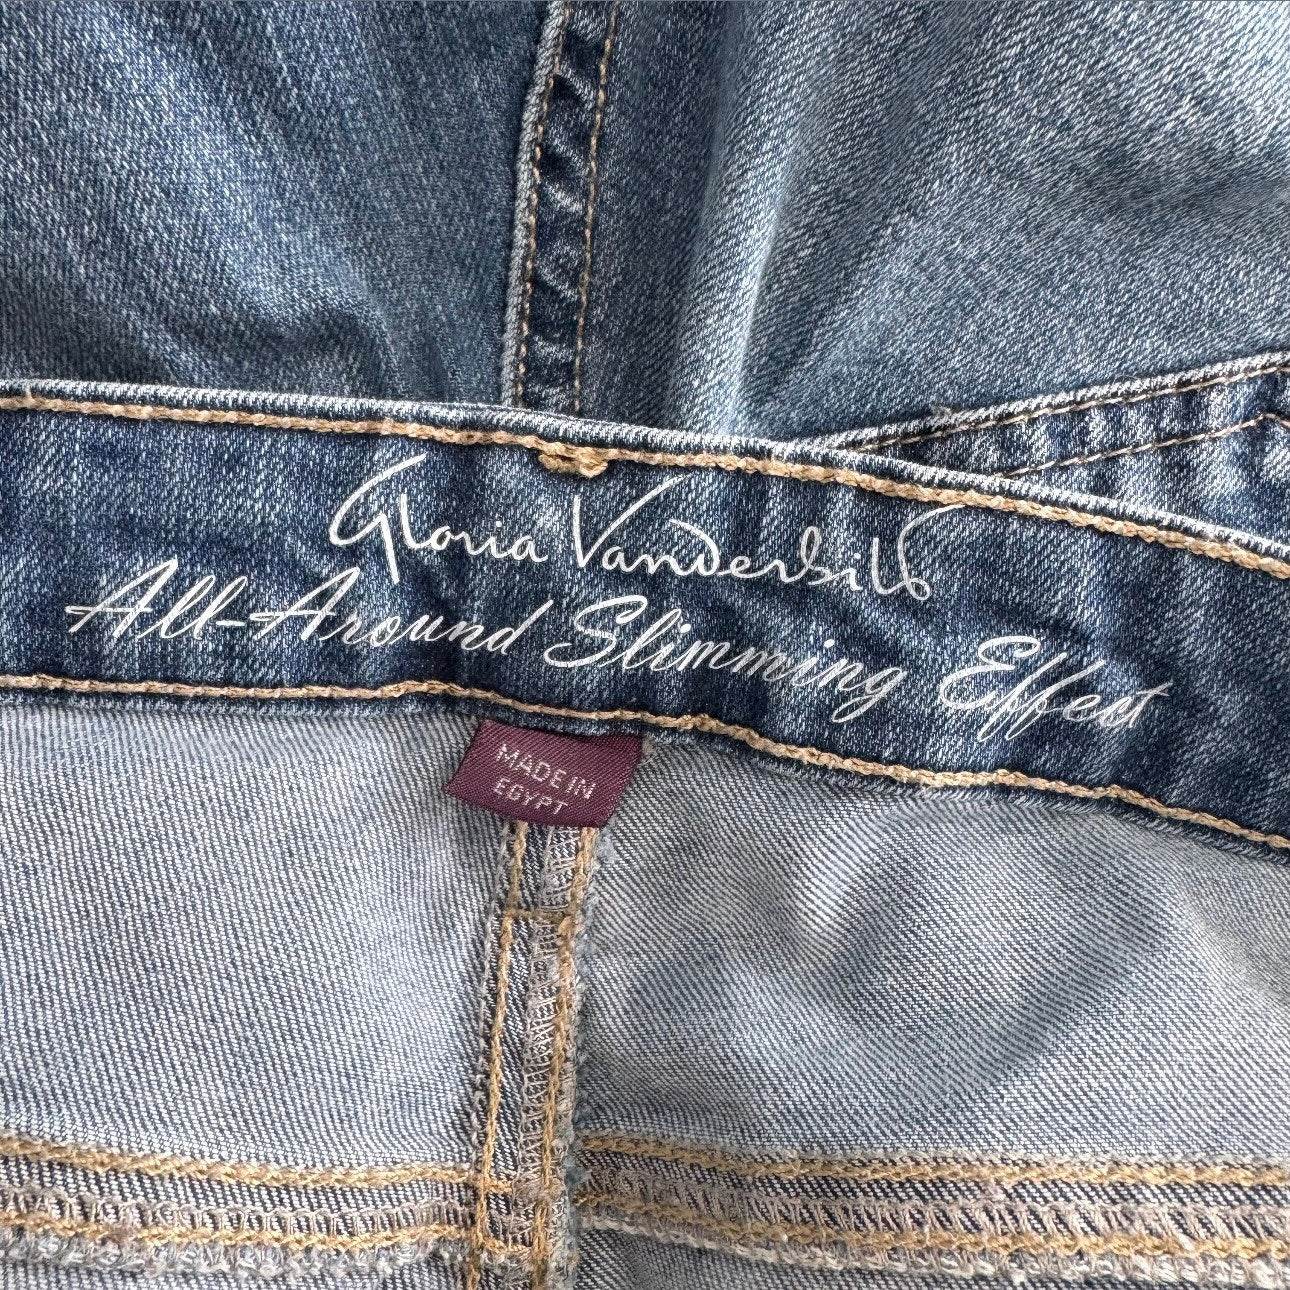 Gloria Vanderbilt
All-Around Slimming Effect
MADE IN
EGYPT